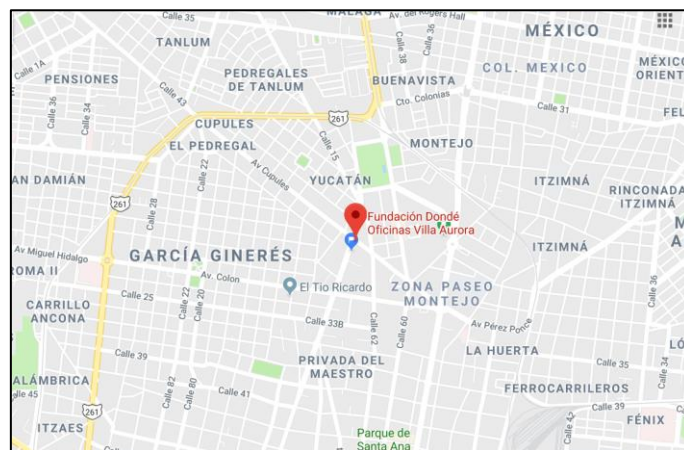 MÁLAGA
Av. del Rogers Hall
Calle 35
MÉXICO
TANLUM
Calle 38
COL. MEXICO
MÉXICO
ORIENT
Calle 1A
PENSIONES
PEDREGALES
DE TANLUM
BUENAVISTA
Calle 43
Cto. Colonias
Calle 31
Calle 36
Calle 34
261
FEL
CUPULES
Calle 15
MONTEJO
EL PEDREGAL
Calle 22
Av Cupules
AN DAMIÁN
YUCATÁN
ITZIMNÁ
RINCONADA
ITZIMNÁ
261
Calle 28
Fundación Dondé
Oficinas Villa Aurora
M
A
Av Miguel Hidalgo
GARCÍA GINERÉS
ITZIMNÁ
ROMA II
Av. Colon
ZONA PASEO
MONTEJO
Calle 36
Calle 25
Calle 22
Calle 20
El Tio Ricardo
CARRILLO
ANCONA
Calle 33B
Calle 62
Calle 60
Av Pérez Ponce
LA HUERTA
LÓ
Calle 39
PRIVADA DEL
MAESTRO
Calle 35
ALÁMBRICA
Calle 82
Calle 80
Calle 41
FERROCARRILEROS
Calle 45
261
Calle 39
Calle 42
FÉNIX
ITZAES
Parque de
Santa Ana